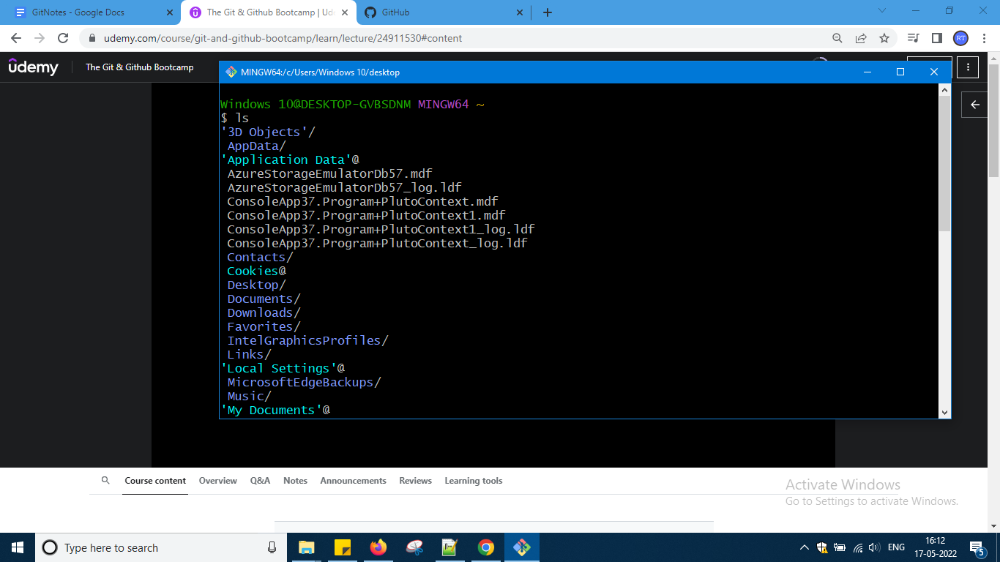 GitNotes - Google Docs
The Git & Github Bootcamp | Ud
GitHub
udemy.com/course/git-and-github-bootcamp/learn/lecture/24911530#content
RT
ûdemy
The Git & Github Bootcamp
MINGW64:/c/Users/Windows 10/desktop
Windows 10@DESKTOP-GVBSDNM MINGW64 ~
$ ls
'3D Objects'/
AppData/
'Application Data'@
AzureStorageEmulatorDb57.mdf
AzureStorageEmulatorDb57_log.ldf
ConsoleApp37.Program+PlutoContext.mdf
ConsoleApp37.Program+PlutoContext1.mdf
ConsoleApp37.Program+PlutoContext1_log.ldf
ConsoleApp37.Program+PlutoContext_log.ldf
Contacts/
Cookies@
Desktop/
Documents/
Downloads/
Favorites/
IntelGraphicsProfiles/
Links/
'Local Settings'@
MicrosoftEdgeBackups/
Music/
'My Documents'@
Course content Overview Q&A Notes Announcements Reviews Learning tools
Activate Windows
Go to Settings to activate Windows.
Type here to search
ENG
16:12
17-05-2022
5